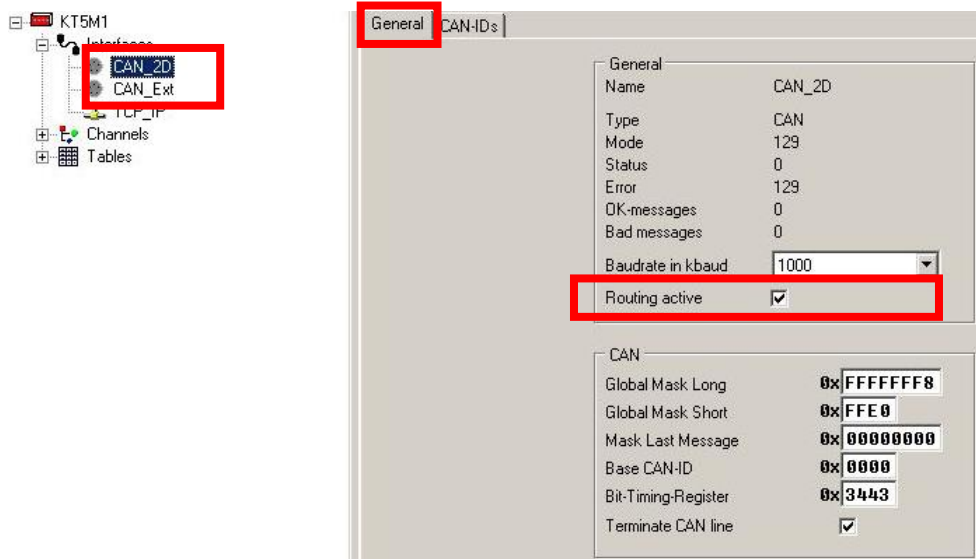 KT5M1
Interfaces
CAN_2D
CAN_Ext
TCP_IP
Channels
Tables
General CAN-IDs
General
Name CAN_2D
Type CAN
Mode 129
Status 0
Error 129
OK-messages 0
Bad messages 0
Baudrate in kbaud 1000
Routing active
CAN
Global Mask Long 0x FFFFFFF8
Global Mask Short 0x FFE0
Mask Last Message 0x 00000000
Base CAN-ID 0x 0000
Bit-Timing-Register 0x 3443
Terminate CAN line